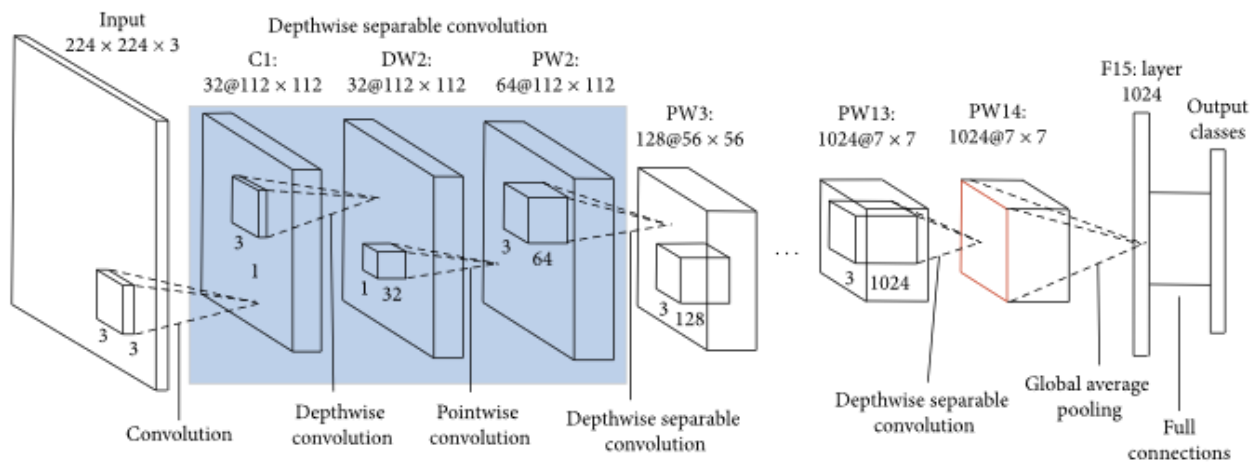 Input
224 × 224 × 3
Depthwise separable convolution
C1:
32@112 × 112
DW2:
32@112 × 112
PW2:
64@112 × 112
PW3:
128@56 × 56
PW13:
1024@7 × 7
PW14:
1024@7 × 7
F15: layer
1024
Output
classes
3
3
3
1
1
32
3
64
3
128
...
3
1024
Convolution
Depthwise
convolution
Pointwise
convolution
Depthwise separable
convolution
Depthwise separable
convolution
Global average
pooling
Full
connections